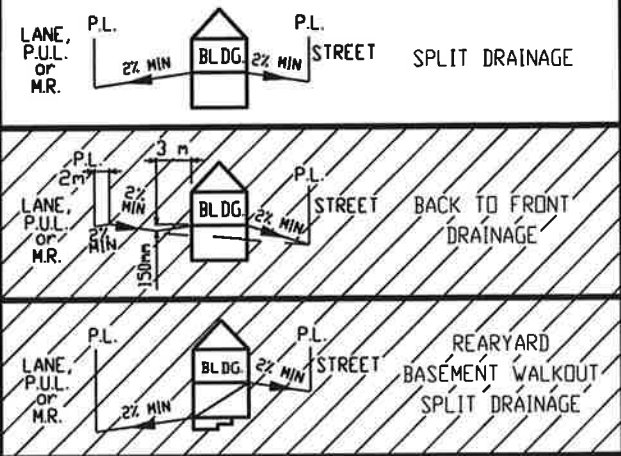 P.L.
P.L.
LANE,
P.U.L.
or
M.R.
2% MIN
BLDG.
2% MIN
STREET
SPLIT DRAINAGE
3 m
P.L.
2m
P.L.
LANE,
P.U.L.
or
M.R.
2%
MIN
2%
MIN
150mm
BLDG.
2% MIN
STREET
BACK TO FRONT
DRAINAGE
P.L.
P.L.
LANE,
P.U.L.
or
M.R.
2% MIN
BLDG.
2% MIN
STREET
REARYARD
BASEMENT WALKOUT
SPLIT DRAINAGE